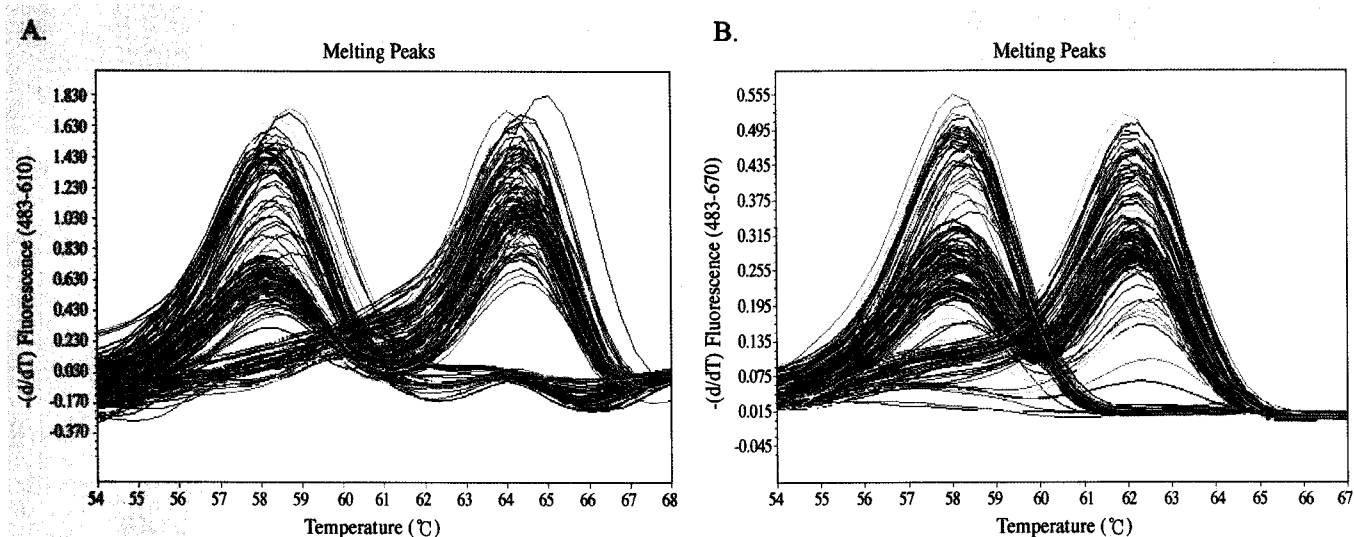 A.
Melting Peaks
-(d/dT) Fluorescence (483-610)
1.830
1.630
1.430
1.230
1.030
0.830
0.630
0.430
0.230
0.030
-0.170
-0.370
54 55 56 57 58 59 60 61 62 63 64 65 66 67 68
Temperature (℃)
B.
Melting Peaks
-(d/dT) Fluorescence (483-670)
0.555
0.495
0.435
0.375
0.315
0.255
0.195
0.135
0.075
0.015
-0.045
54 55 56 57 58 59 60 61 62 63 64 65 66 67
Temperature (℃)